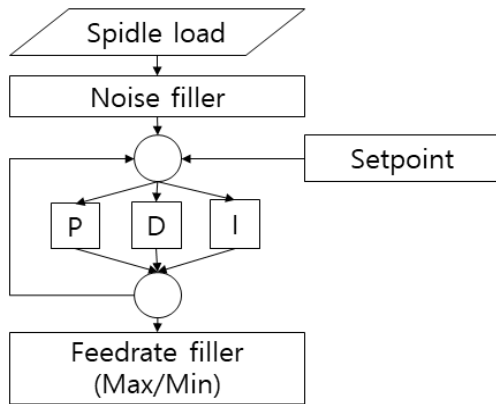 Spidle load
Noise filler
Setpoint
P D I
Feedrate filler
(Max/Min)